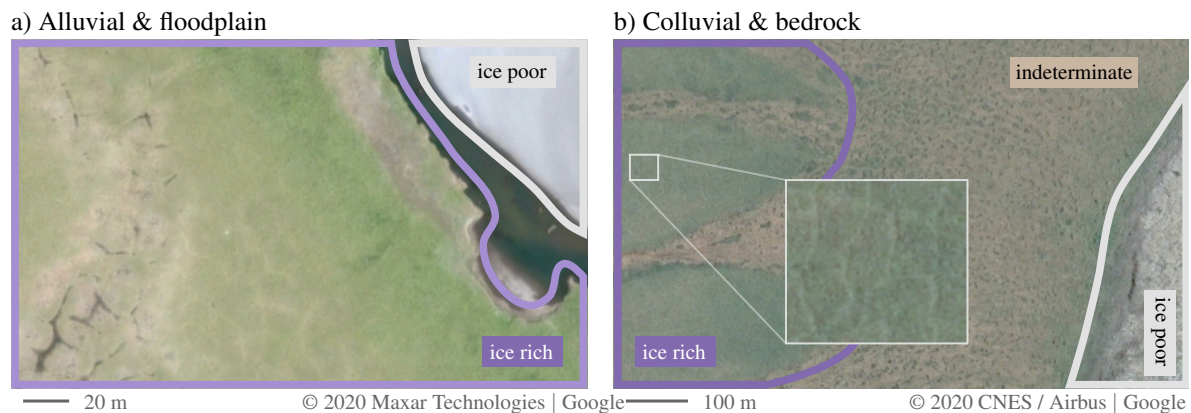 a) Alluvial & floodplain
ice poor
ice rich
20 m
© 2020 Maxar Technologies | Google
b) Colluvial & bedrock
indeterminate
ice rich
ice poor
100 m
© 2020 CNES / Airbus | Google